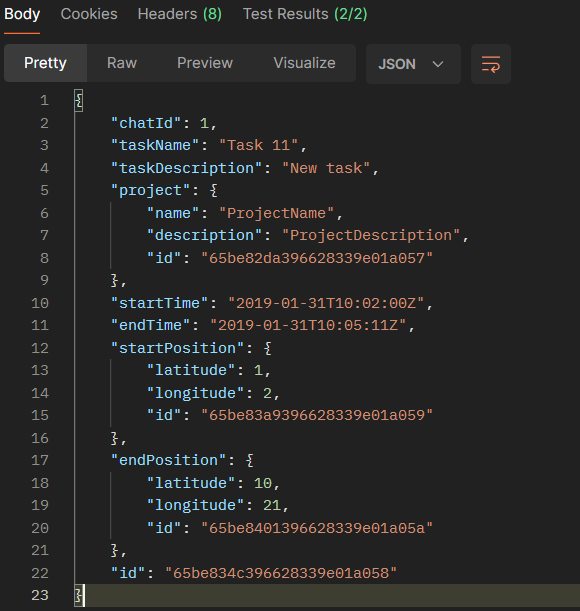 Body Cookies Headers (8) Test Results (2/2)
Pretty Raw Preview Visualize JSON
1 {
2 "chatId": 1,
3 "taskName": "Task 11",
4 "taskDescription": "New task",
5 "project": {
6 "name": "ProjectName",
7 "description": "ProjectDescription",
8 "id": "65be82da396628339e01a057"
9 },
10 "startTime": "2019-01-31T10:02:00Z",
11 "endTime": "2019-01-31T10:05:11Z",
12 "startPosition": {
13 "latitude": 1,
14 "longitude": 2,
15 "id": "65be83a9396628339e01a059"
16 },
17 "endPosition": {
18 "latitude": 10,
19 "longitude": 21,
20 "id": "65be8401396628339e01a05a"
21 },
22 "id": "65be834c396628339e01a058"
23 }